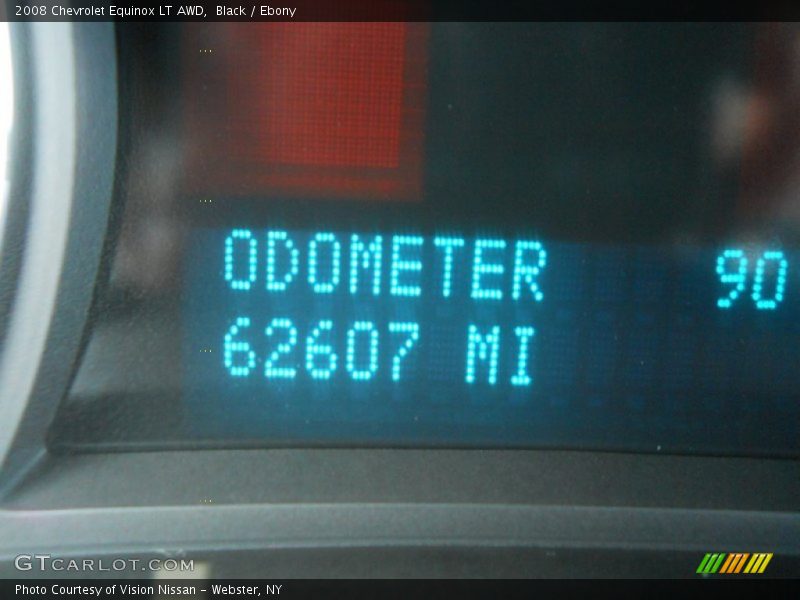 2008 Chevrolet Equinox LT AWD, Black / Ebony
ODOMETER 90
62607 MI
GTCARLOT.COM
Photo Courtesy of Vision Nissan - Webster, NY